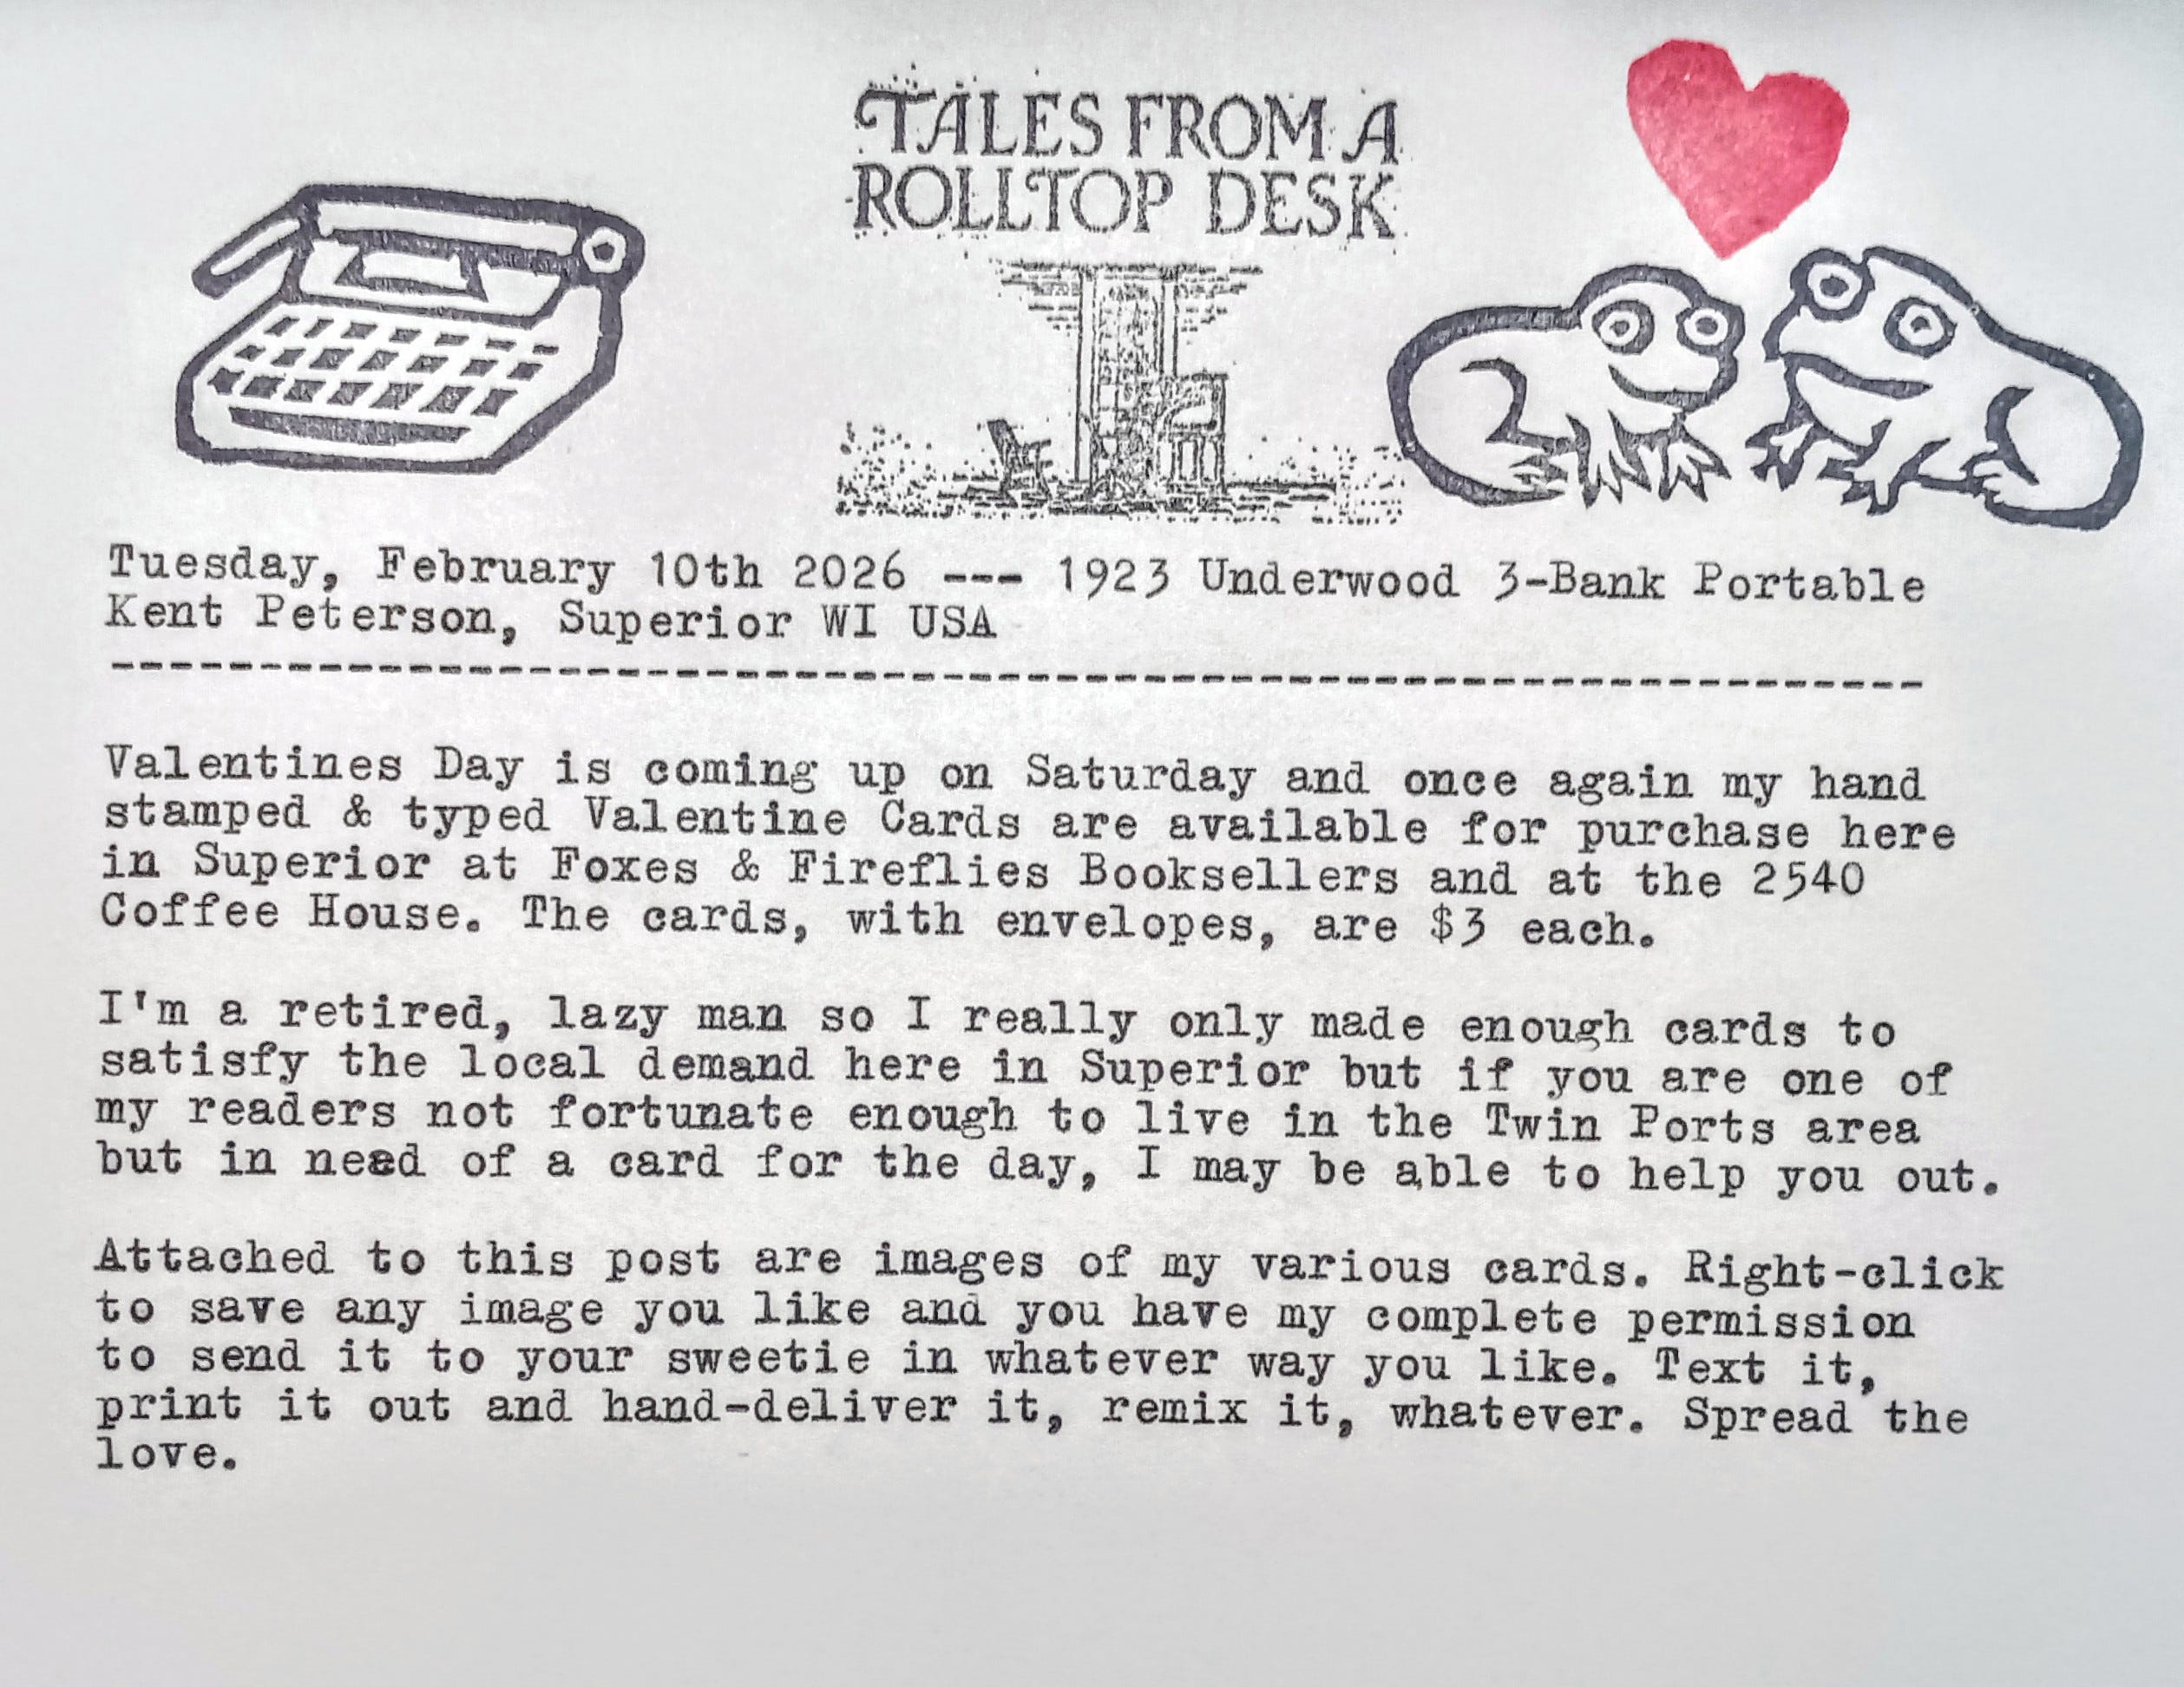 TALES FROM A
ROLLTOP DESK
Tuesday, February 10th 2026 --- 1923 Underwood 3-Bank Portable
Kent Peterson, Superior WI USA
--------------------------------------------------------------
Valentines Day is coming up on Saturday and once again my hand
stamped & typed Valentine Cards are available for purchase here
in Superior at Foxes & Fireflies Booksellers and at the 2540
Coffee House. The cards, with envelopes, are $3 each.
I'm a retired, lazy man so I really only made enough cards to
satisfy the local demand here in Superior but if you are one of
my readers not fortunate enough to live in the Twin Ports area
but in need of a card for the day, I may be able to help you out.
Attached to this post are images of my various cards. Right-click
to save any image you like and you have my complete permission
to send it to your sweetie in whatever way you like. Text it,
print it out and hand-deliver it, remix it, whatever. Spread the
love.